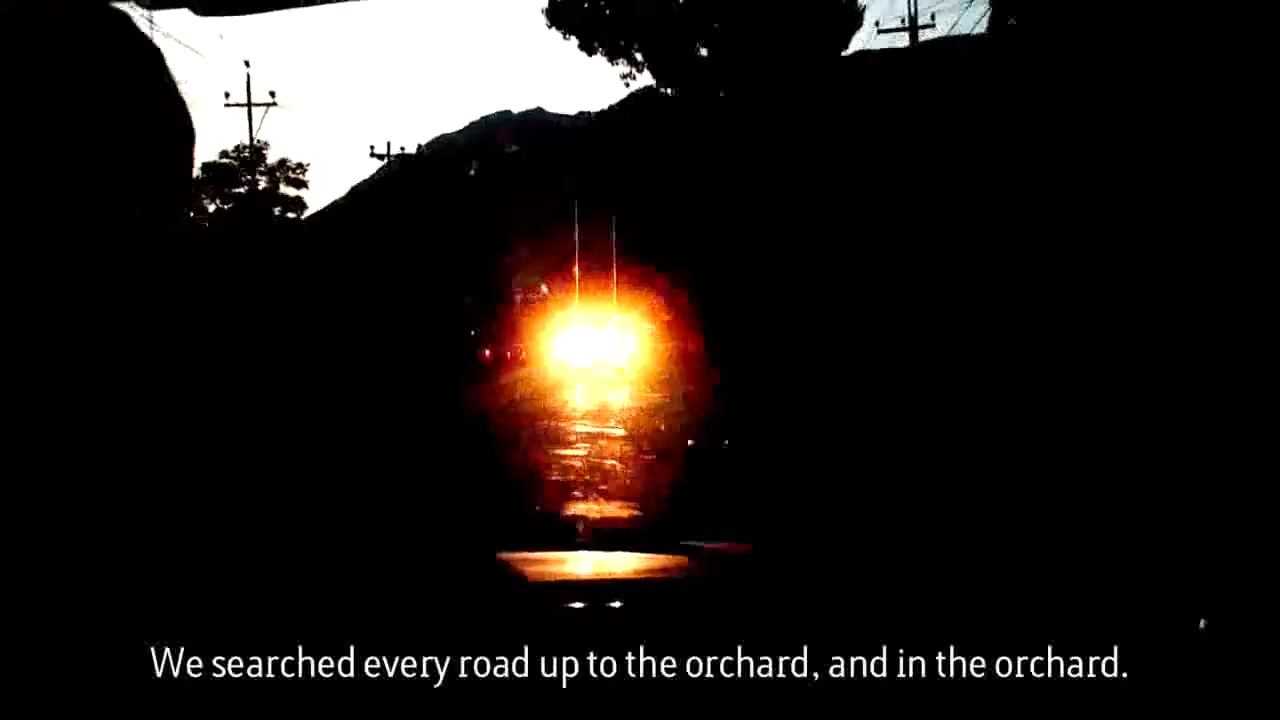 We searched every road up to the orchard, and in the orchard.